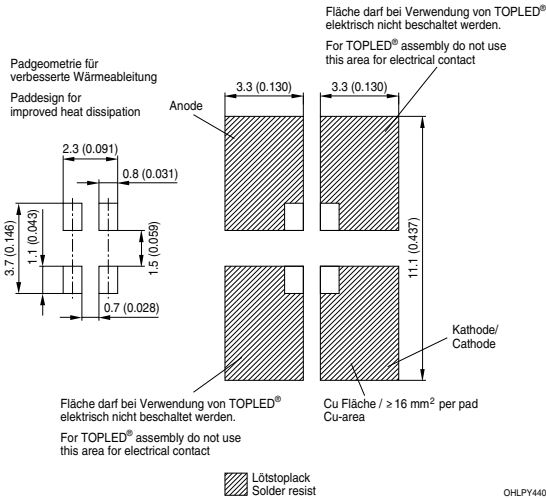 Fläche darf bei Verwendung von TOPLED®
elektrisch nicht beschaltet werden.
For TOPLED® assembly do not use
this area for electrical contact
Padgeometrie für
verbesserte Wärmeableitung
Paddesign for
improved heat dissipation
3.3 (0.130)
3.3 (0.130)
Anode
2.3 (0.091)
0.8 (0.031)
3.7 (0.146)
1.1 (0.043)
1.5 (0.059)
11.1 (0.437)
0.7 (0.028)
Kathode/
Cathode
Fläche darf bei Verwendung von TOPLED®
elektrisch nicht beschaltet werden.
For TOPLED® assembly do not use
this area for electrical contact
Cu Fläche / ≥ 16 mm² per pad
Cu-area
Lötstoplack
Solder resist
OHLPY440